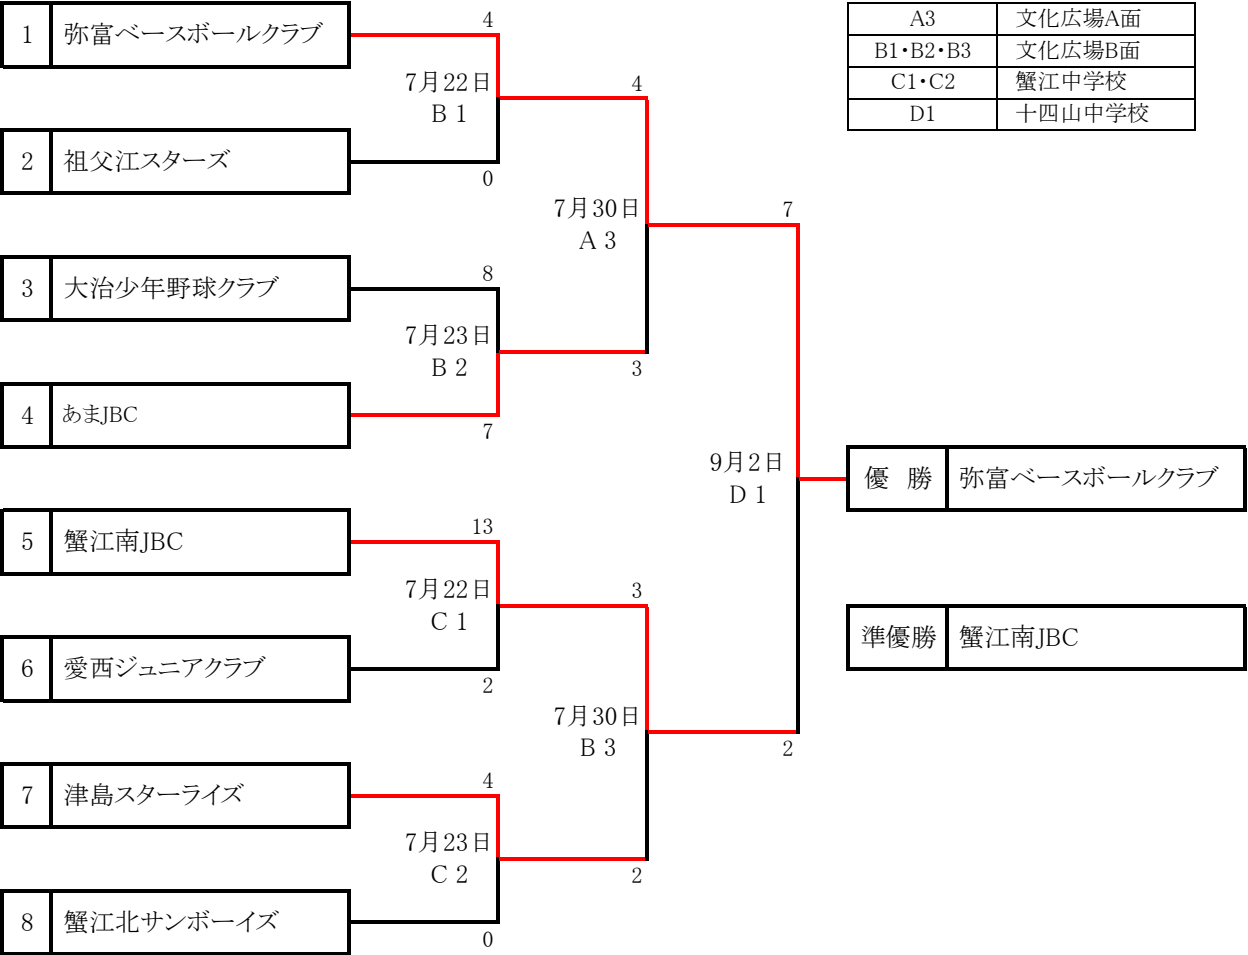 1 弥富ベースボールクラブ
2 祖父江スターズ
3 大治少年野球クラブ
4 あまJBC
5 蟹江南JBC
6 愛西ジュニアクラブ
7 津島スターライズ
8 蟹江北サンボーイズ
4
7月22日
B 1
0
8
7月23日
B 2
7
13
7月22日
C 1
2
4
7月23日
C 2
0
4
7月30日
A 3
3
3
7月30日
B 3
2
7
9月2日
D 1
2
A3 文化広場A面
B1・B2・B3 文化広場B面
C1・C2 蟹江中学校
D1 十四山中学校
優 勝 弥富ベースボールクラブ
準優勝 蟹江南JBC